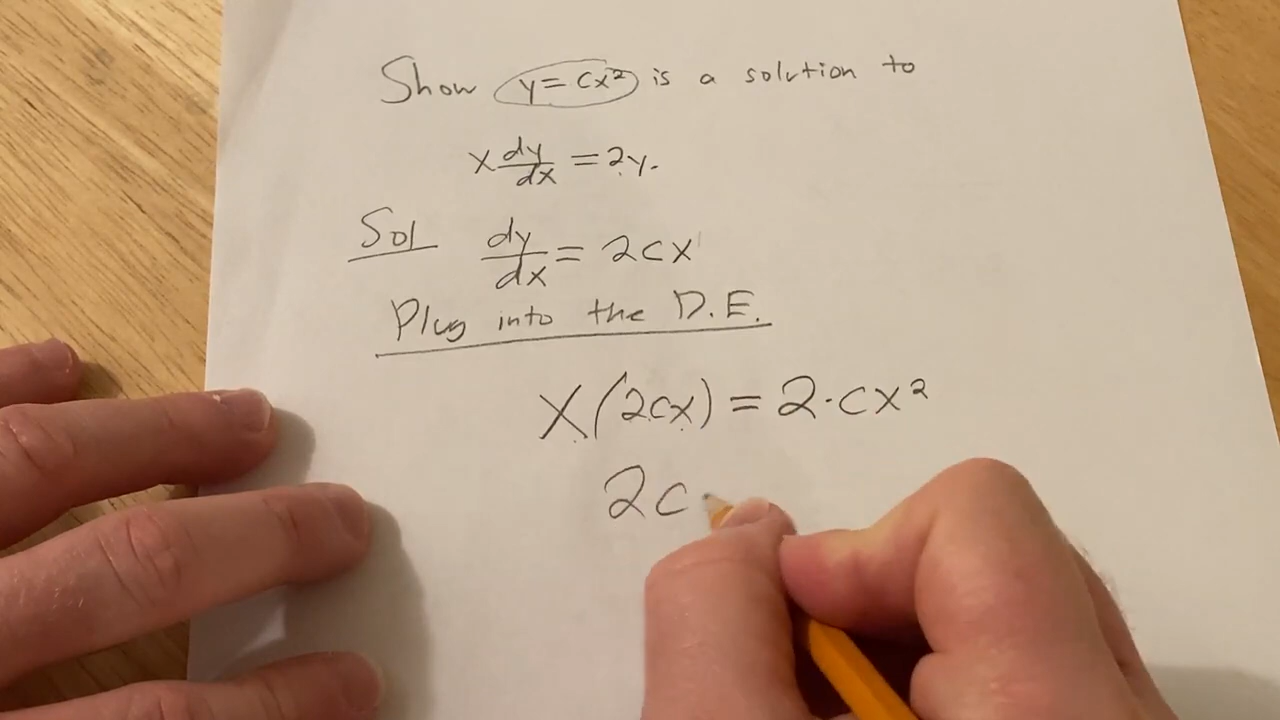 Show y = cx² is a solution to
x dy/dx = 2y.
Sol dy/dx = 2cx
Plug into the D.E.
x(2cx) = 2·cx²
2c